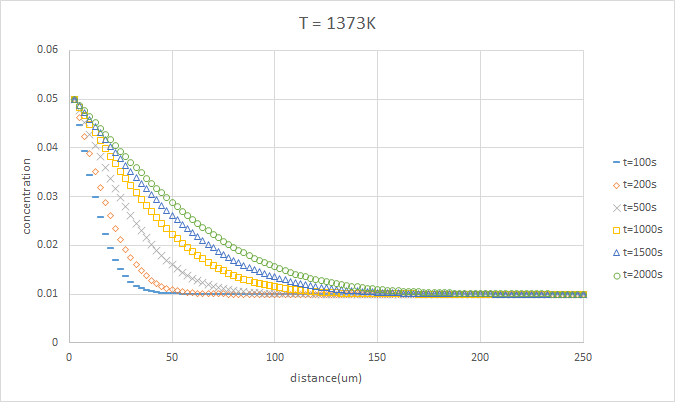 T = 1373K
0.06
0.05
0.04
0.03
0.02
0.01
0
concentration
0 50 100 150 200 250
distance(um)
t=100s
t=200s
t=500s
t=1000s
t=1500s
t=2000s